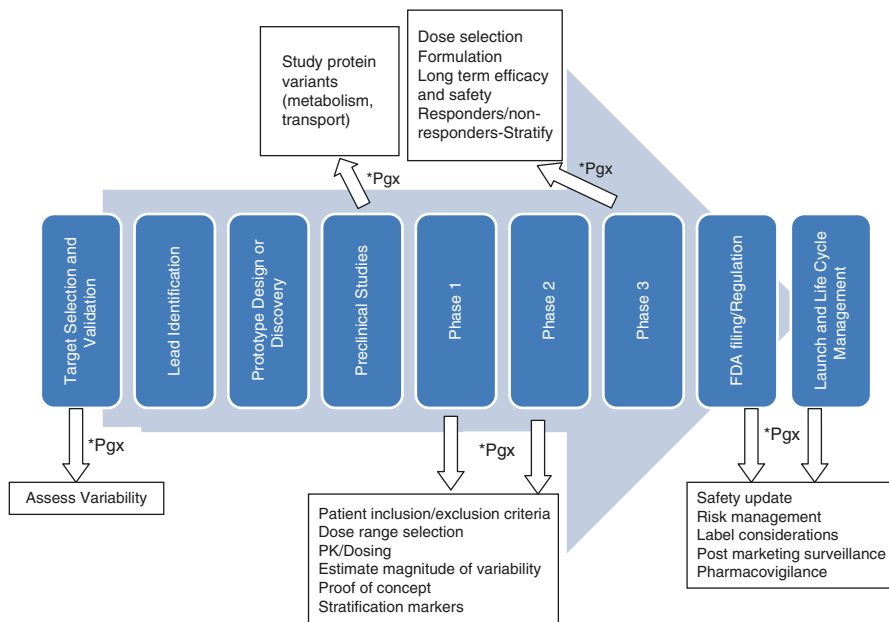 Study protein
variants
(metabolism,
transport)
Dose selection
Formulation
Long term efficacy
and safety
Responders/non-
responders-Stratify
*Pgx
*Pgx
Target Selection and
Validation
Lead Identification
Prototype Design or
Discovery
Preclinical Studies
Phase 1
Phase 2
Phase 3
FDA filing/Regulation
Launch and Life Cycle
Management
*Pgx
*Pgx
*Pgx
Assess Variability
Patient inclusion/exclusion criteria
Dose range selection
PK/Dosing
Estimate magnitude of variability
Proof of concept
Stratification markers
Safety update
Risk management
Label considerations
Post marketing surveillance
Pharmacovigilance